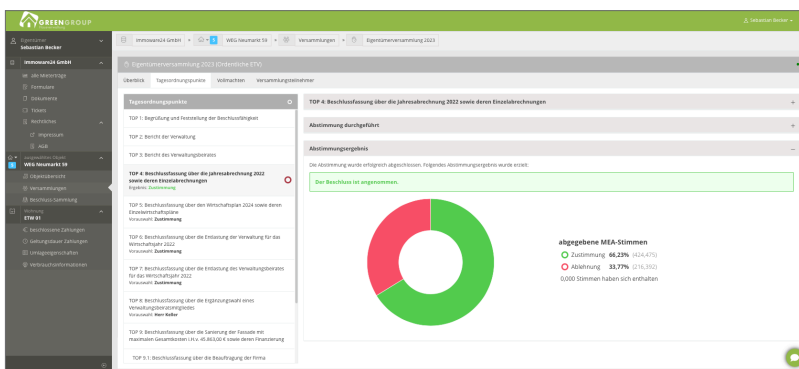 GREENGROUP
Sebastian Becker
Eigentümer
Sebastian Becker
Immoware24 GmbH
alle Mieterträge
Formulare
Dokumente
Tickets
Rechtliches
Impressum
AGB
Ausgewähltes Objekt
WEG Neumarkt 59
Objektübersicht
Versammlungen
Beschluss-Sammlung
Wohnung
ETW 01
beschlossene Zahlungen
Geltungsdauer Zahlungen
Umlageeigenschaften
Verbrauchsinformationen
Immoware24 GmbH
WEG Neumarkt 59
Versammlungen
Eigentümerversammlung 2023
Eigentümerversammlung 2023 (Ordentliche ETV)
Überblick
Tagesordnungspunkte
Vollmachten
Versammlungsteilnehmer
Tagesordnungspunkte
TOP 1: Begrüßung und Feststellung der Beschlussfähigkeit
TOP 2: Bericht der Verwaltung
TOP 3: Bericht des Verwaltungsbeirates
TOP 4: Beschlussfassung über die Jahresabrechnung 2022
sowie deren Einzelabrechnungen
Ergebnis: Zustimmung
TOP 5: Beschlussfassung über den Wirtschaftsplan 2024 sowie deren
Einzelwirtschaftspläne
Vorauswahl: Zustimmung
TOP 6: Beschlussfassung über die Entlastung der Verwaltung für das
Wirtschaftsjahr 2022
Vorauswahl: Zustimmung
TOP 7: Beschlussfassung über die Entlastung des Verwaltungsbeirates
für das Wirtschaftsjahr 2022
Vorauswahl: Zustimmung
TOP 8: Beschlussfassung über die Ergänzungswahl eines
Verwaltungsbeiratsmitgliedes
Vorauswahl: Herr Keller
TOP 9: Beschlussfassung über die Sanierung der Fassade mit
maximalen Gesamtkosten i.H.v. 45.863,00 € sowie deren Finanzierung
TOP 9.1: Beschlussfassung über die Beauftragung der Firma
TOP 4: Beschlussfassung über die Jahresabrechnung 2022 sowie deren Einzelabrechnungen
Abstimmung durchgeführt
Abstimmungsergebnis
Die Abstimmung wurde erfolgreich abgeschlossen. Folgendes Abstimmungsergebnis wurde erzielt:
Der Beschluss ist angenommen.
abgegebene MEA-Stimmen
Zustimmung 66,23% (424,475)
Ablehnung 33,77% (216,392)
0,000 Stimmen haben sich enthalten